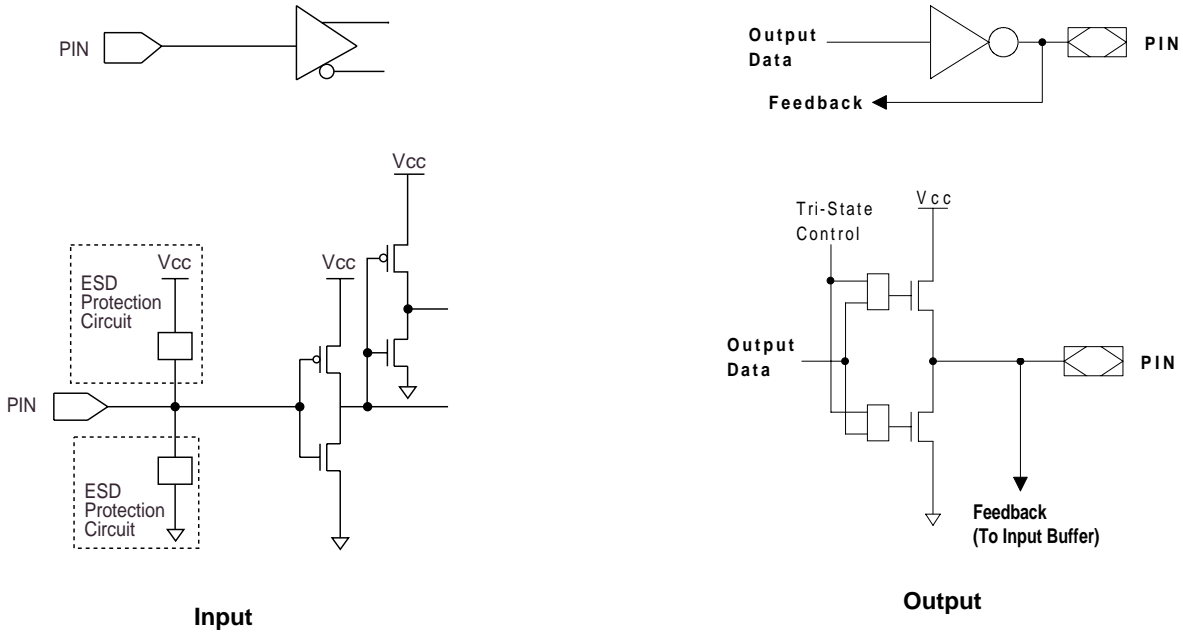 PIN
Vcc
Vcc
Vcc
ESD
Protection
Circuit
PIN
ESD
Protection
Circuit
Input
Output
Data
PIN
Feedback
Tri-State
Control
Vcc
Output
Data
PIN
Feedback
(To Input Buffer)
Output